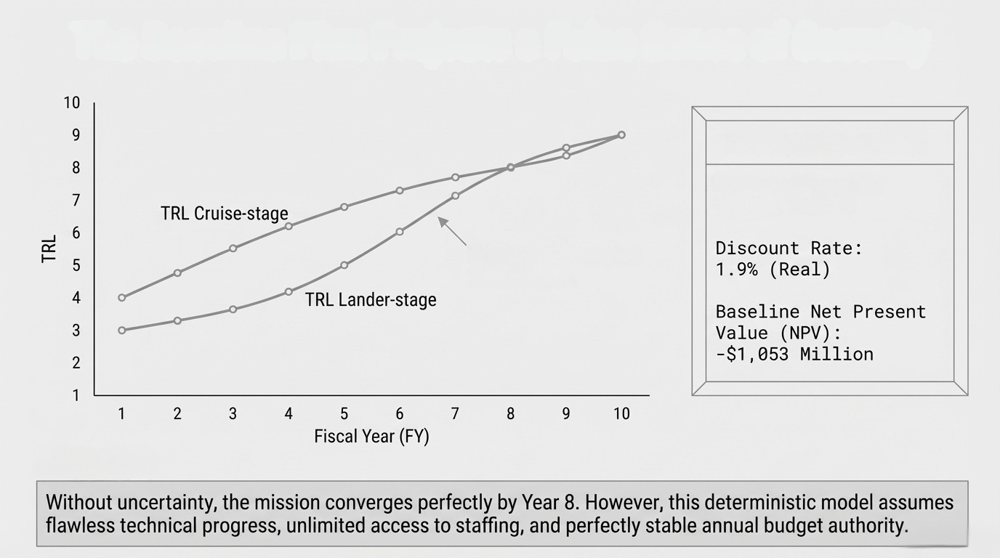 10
9
8
7
6
5
4
3
2
1
TRL
TRL Cruise-stage
TRL Lander-stage
1 2 3 4 5 6 7 8 9 10
Fiscal Year (FY)
Discount Rate:
1.9% (Real)
Baseline Net Present
Value (NPV):
-$1,053 Million
Without uncertainty, the mission converges perfectly by Year 8. However, this deterministic model assumes
flawless technical progress, unlimited access to staffing, and perfectly stable annual budget authority.